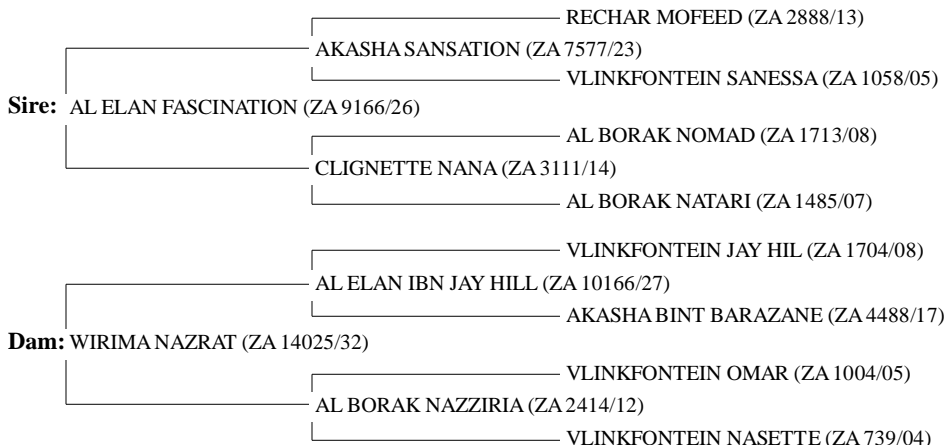 RECHAR MOFEED (ZA 2888/13)
AKASHA SANSATION (ZA 7577/23)
VLINKFONTEIN SANESSA (ZA 1058/05)
Sire: AL ELAN FASCINATION (ZA 9166/26)
AL BORAK NOMAD (ZA 1713/08)
CLIGNETTE NANA (ZA 3111/14)
AL BORAK NATARI (ZA 1485/07)
VLINKFONTEIN JAY HIL (ZA 1704/08)
AL ELAN IBN JAY HILL (ZA 10166/27)
AKASHA BINT BARAZANE (ZA 4488/17)
Dam: WIRIMA NAZRAT (ZA 14025/32)
VLINKFONTEIN OMAR (ZA 1004/05)
AL BORAK NAZZIRIA (ZA 2414/12)
VLINKFONTEIN NASETTE (ZA 739/04)